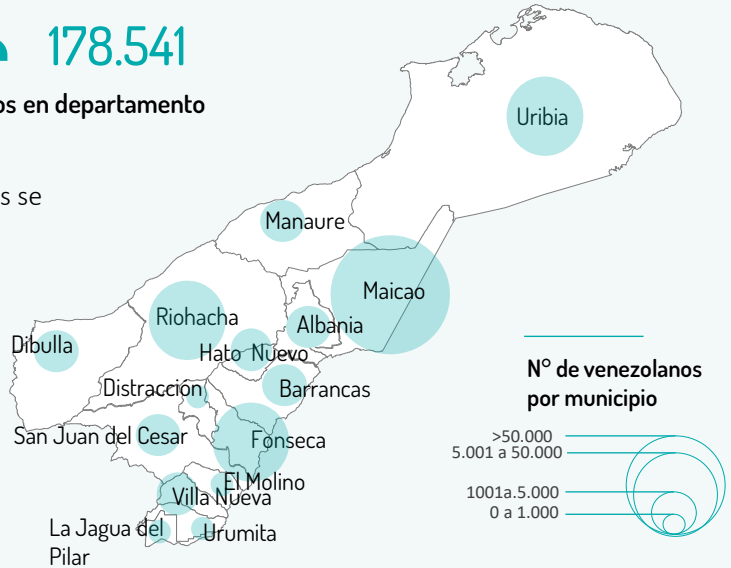 178.541
os en departamento
s se
Uribia
Manaure
Maicao
Riohacha
Albania
Dibulla
Hato Nuevo
Distracción
Barrancas
San Juan del Cesar
Fonseca
El Molino
Villa Nueva
La Jagua del
Pilar
Urumita
N° de venezolanos
por municipio
>50.000
5.001 a 50.000
1001a.5.000
0 a 1.000